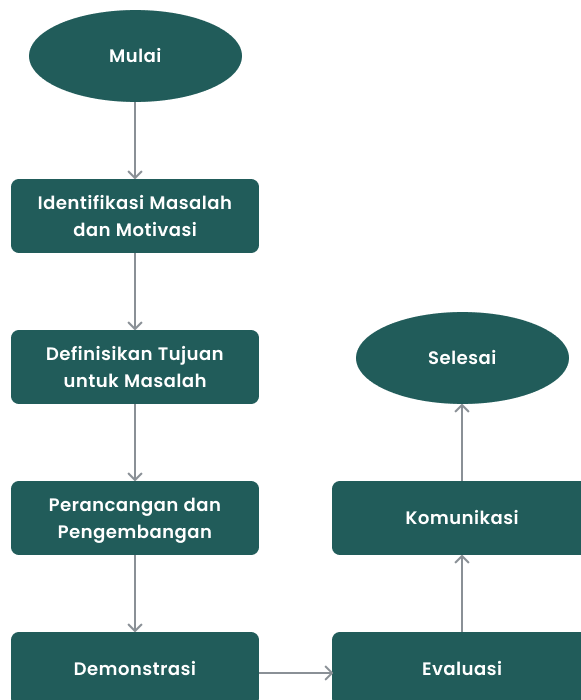 Mulai
Identifikasi Masalah
dan Motivasi
Definisikan Tujuan
untuk Masalah
Perancangan dan
Pengembangan
Demonstrasi
Evaluasi
Komunikasi
Selesai